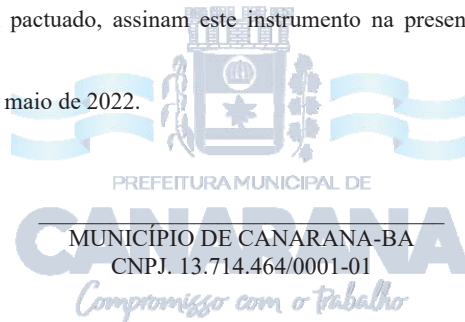 pactuado, assinam este instrumento na presen
maio de 2022.
PREFEITURA MUNICIPAL DE
CANARANA
MUNICÍPIO DE CANARANA-BA
CNPJ. 13.714.464/0001-01
Compromisso com o Trabalho